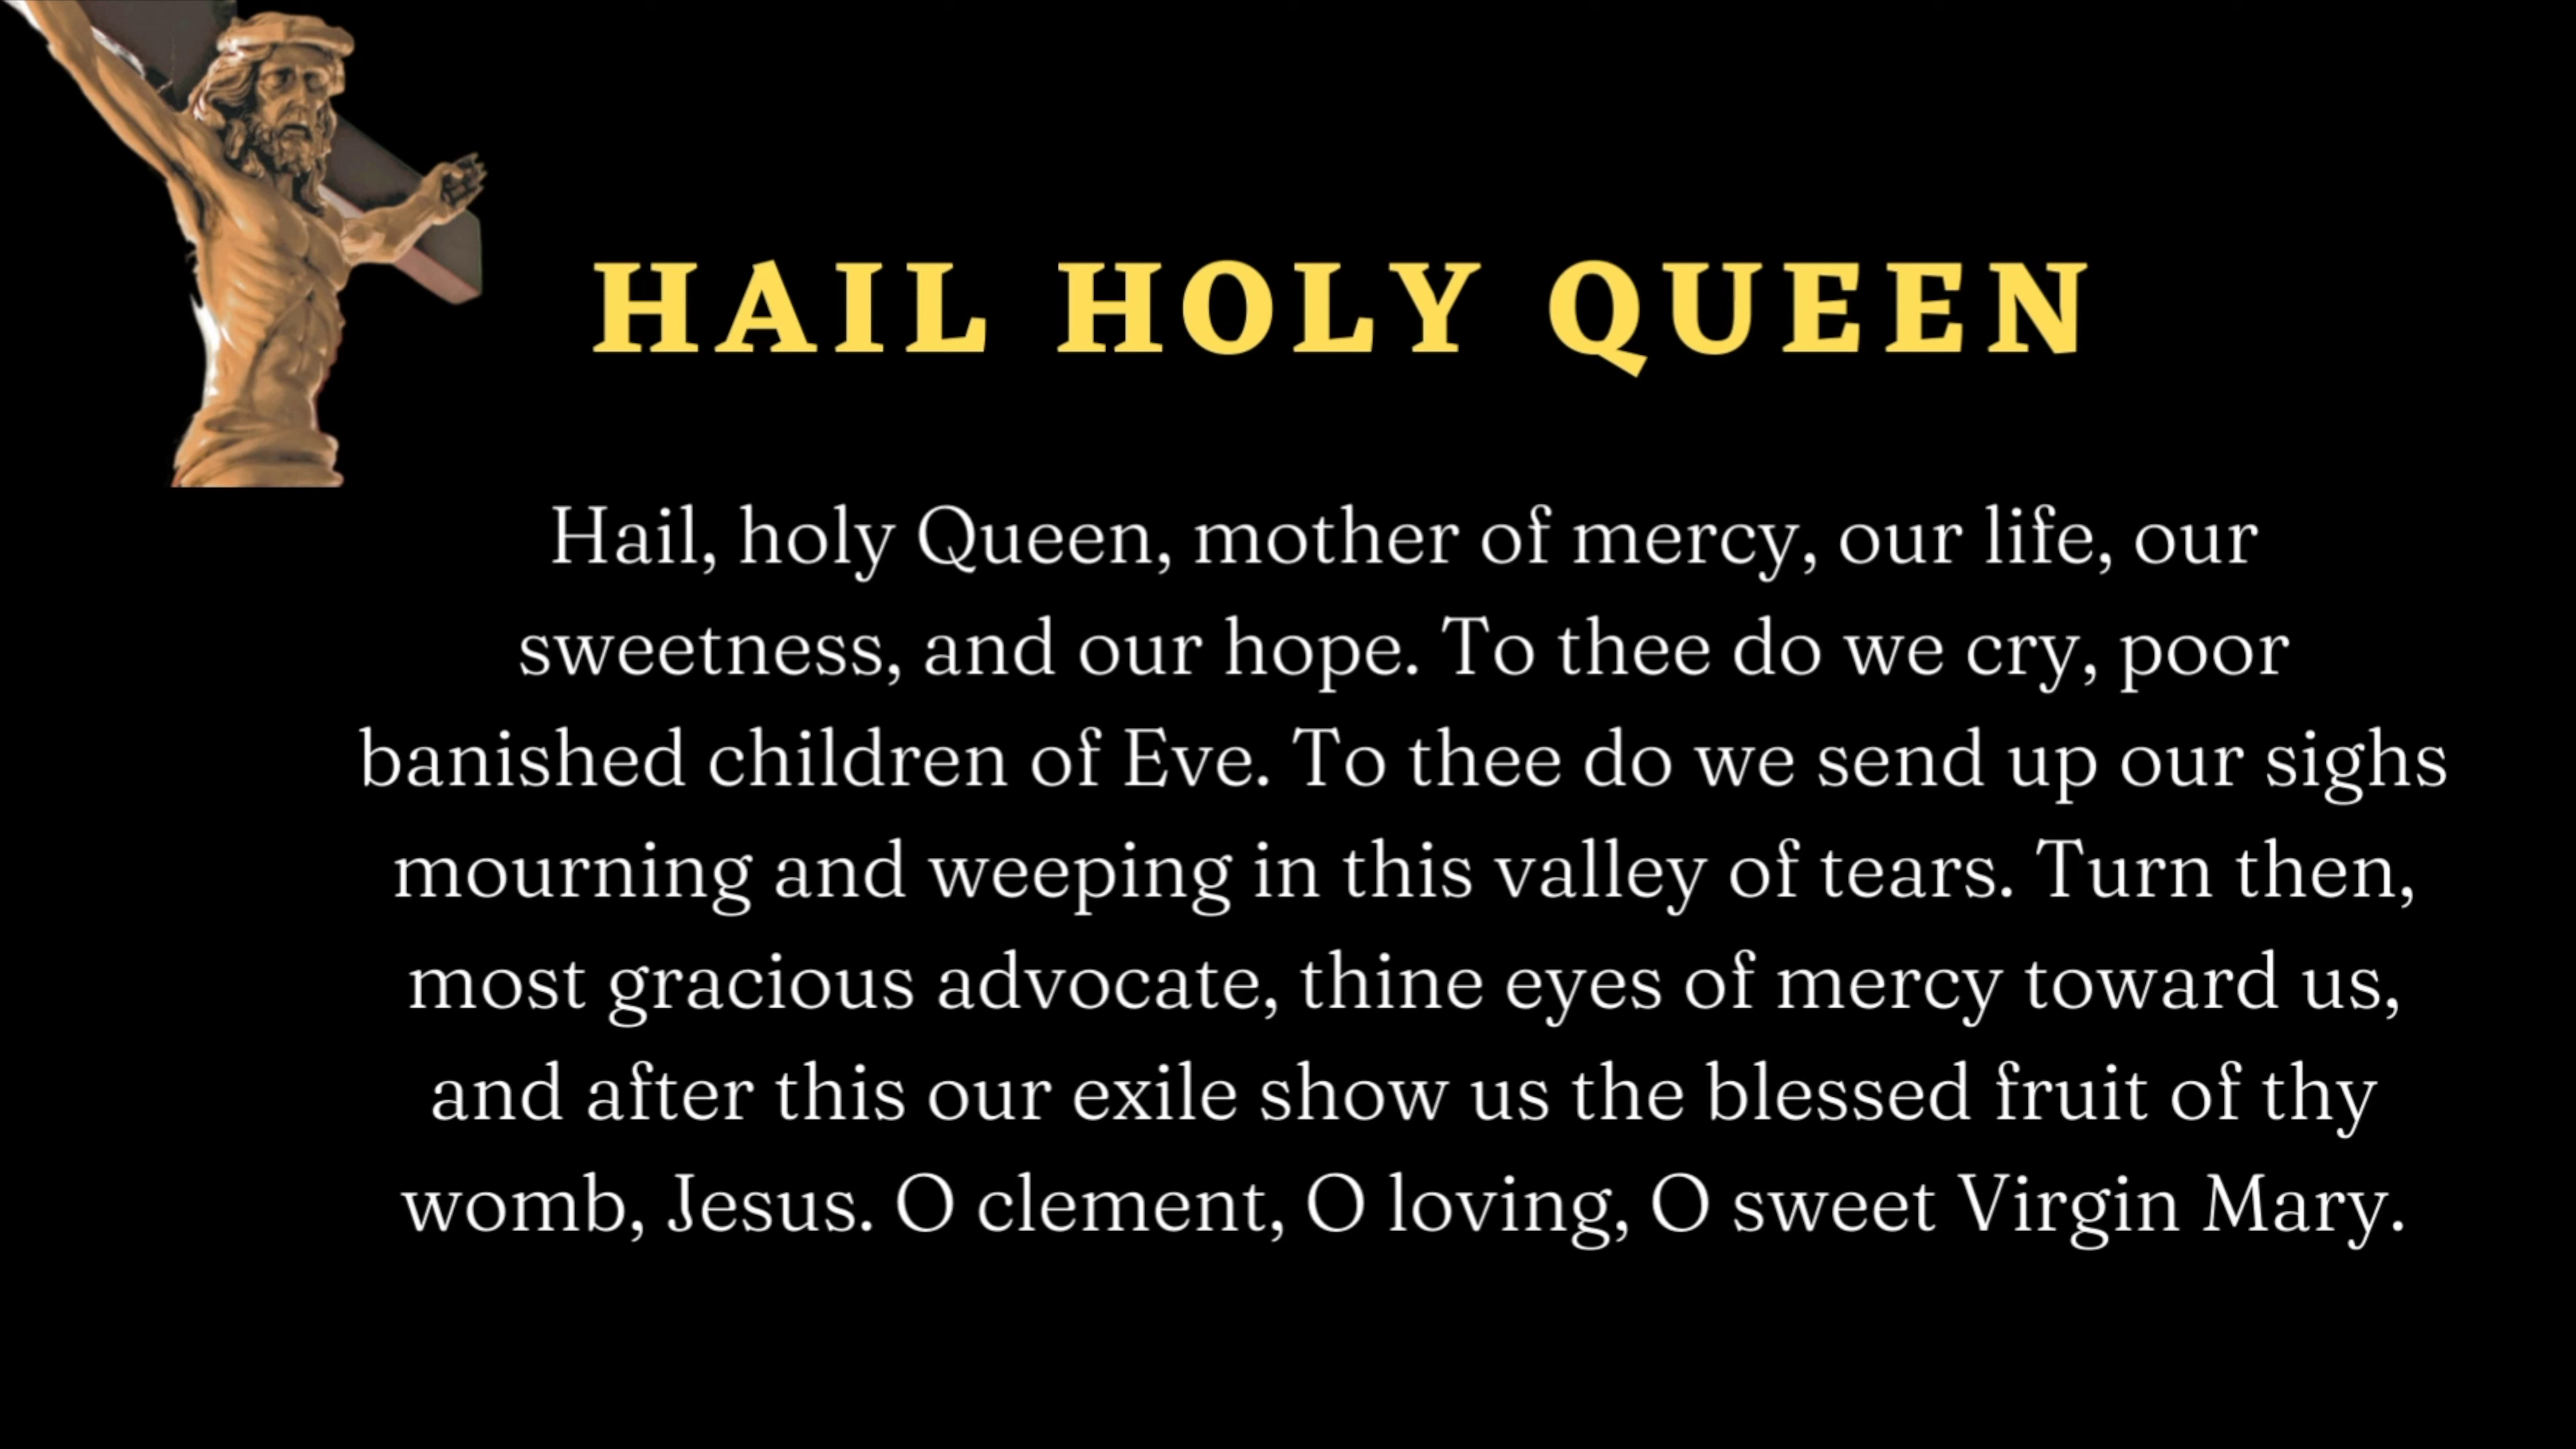 HAIL HOLY QUEEN
Hail, holy Queen, mother of mercy, our life, our
sweetness, and our hope. To thee do we cry, poor
banished children of Eve. To thee do we send up our sighs
mourning and weeping in this valley of tears. Turn then,
most gracious advocate, thine eyes of mercy toward us,
and after this our exile show us the blessed fruit of thy
womb, Jesus. O clement, O loving, O sweet Virgin Mary.